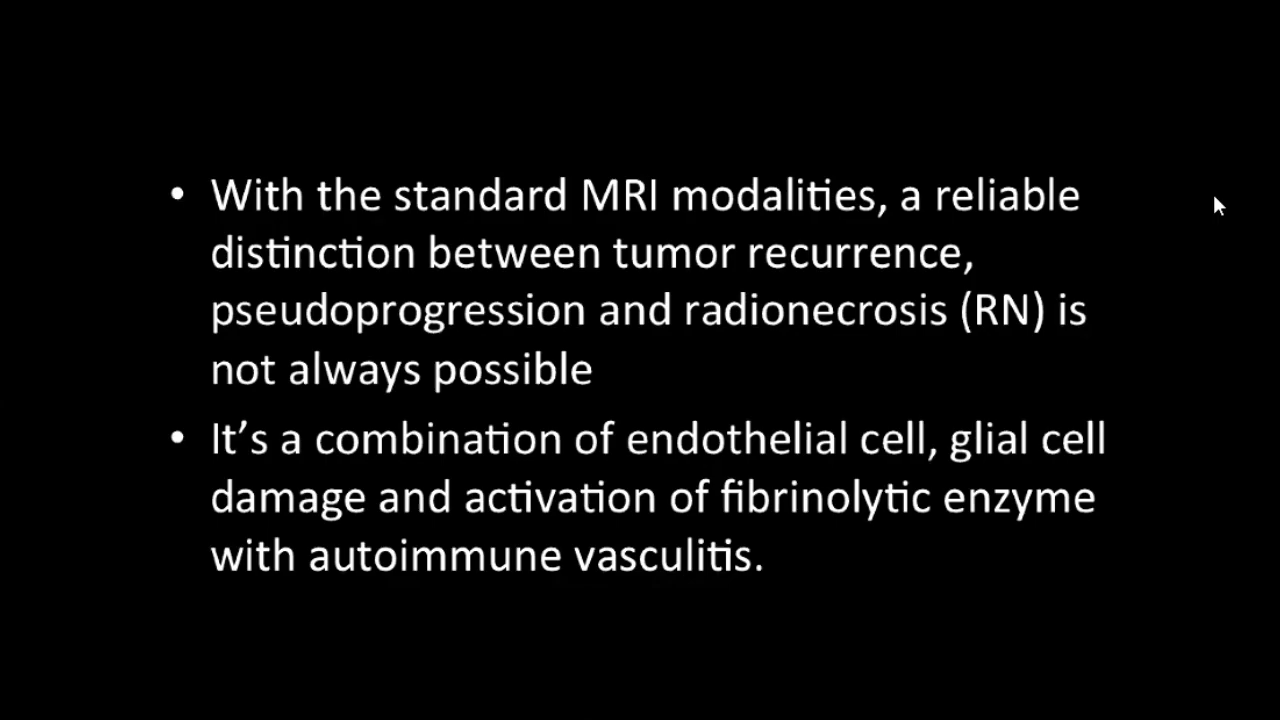 • With the standard MRI modalities, a reliable
distinction between tumor recurrence,
pseudoprogression and radionecrosis (RN) is
not always possible
• It’s a combination of endothelial cell, glial cell
damage and activation of fibrinolytic enzyme
with autoimmune vasculitis.